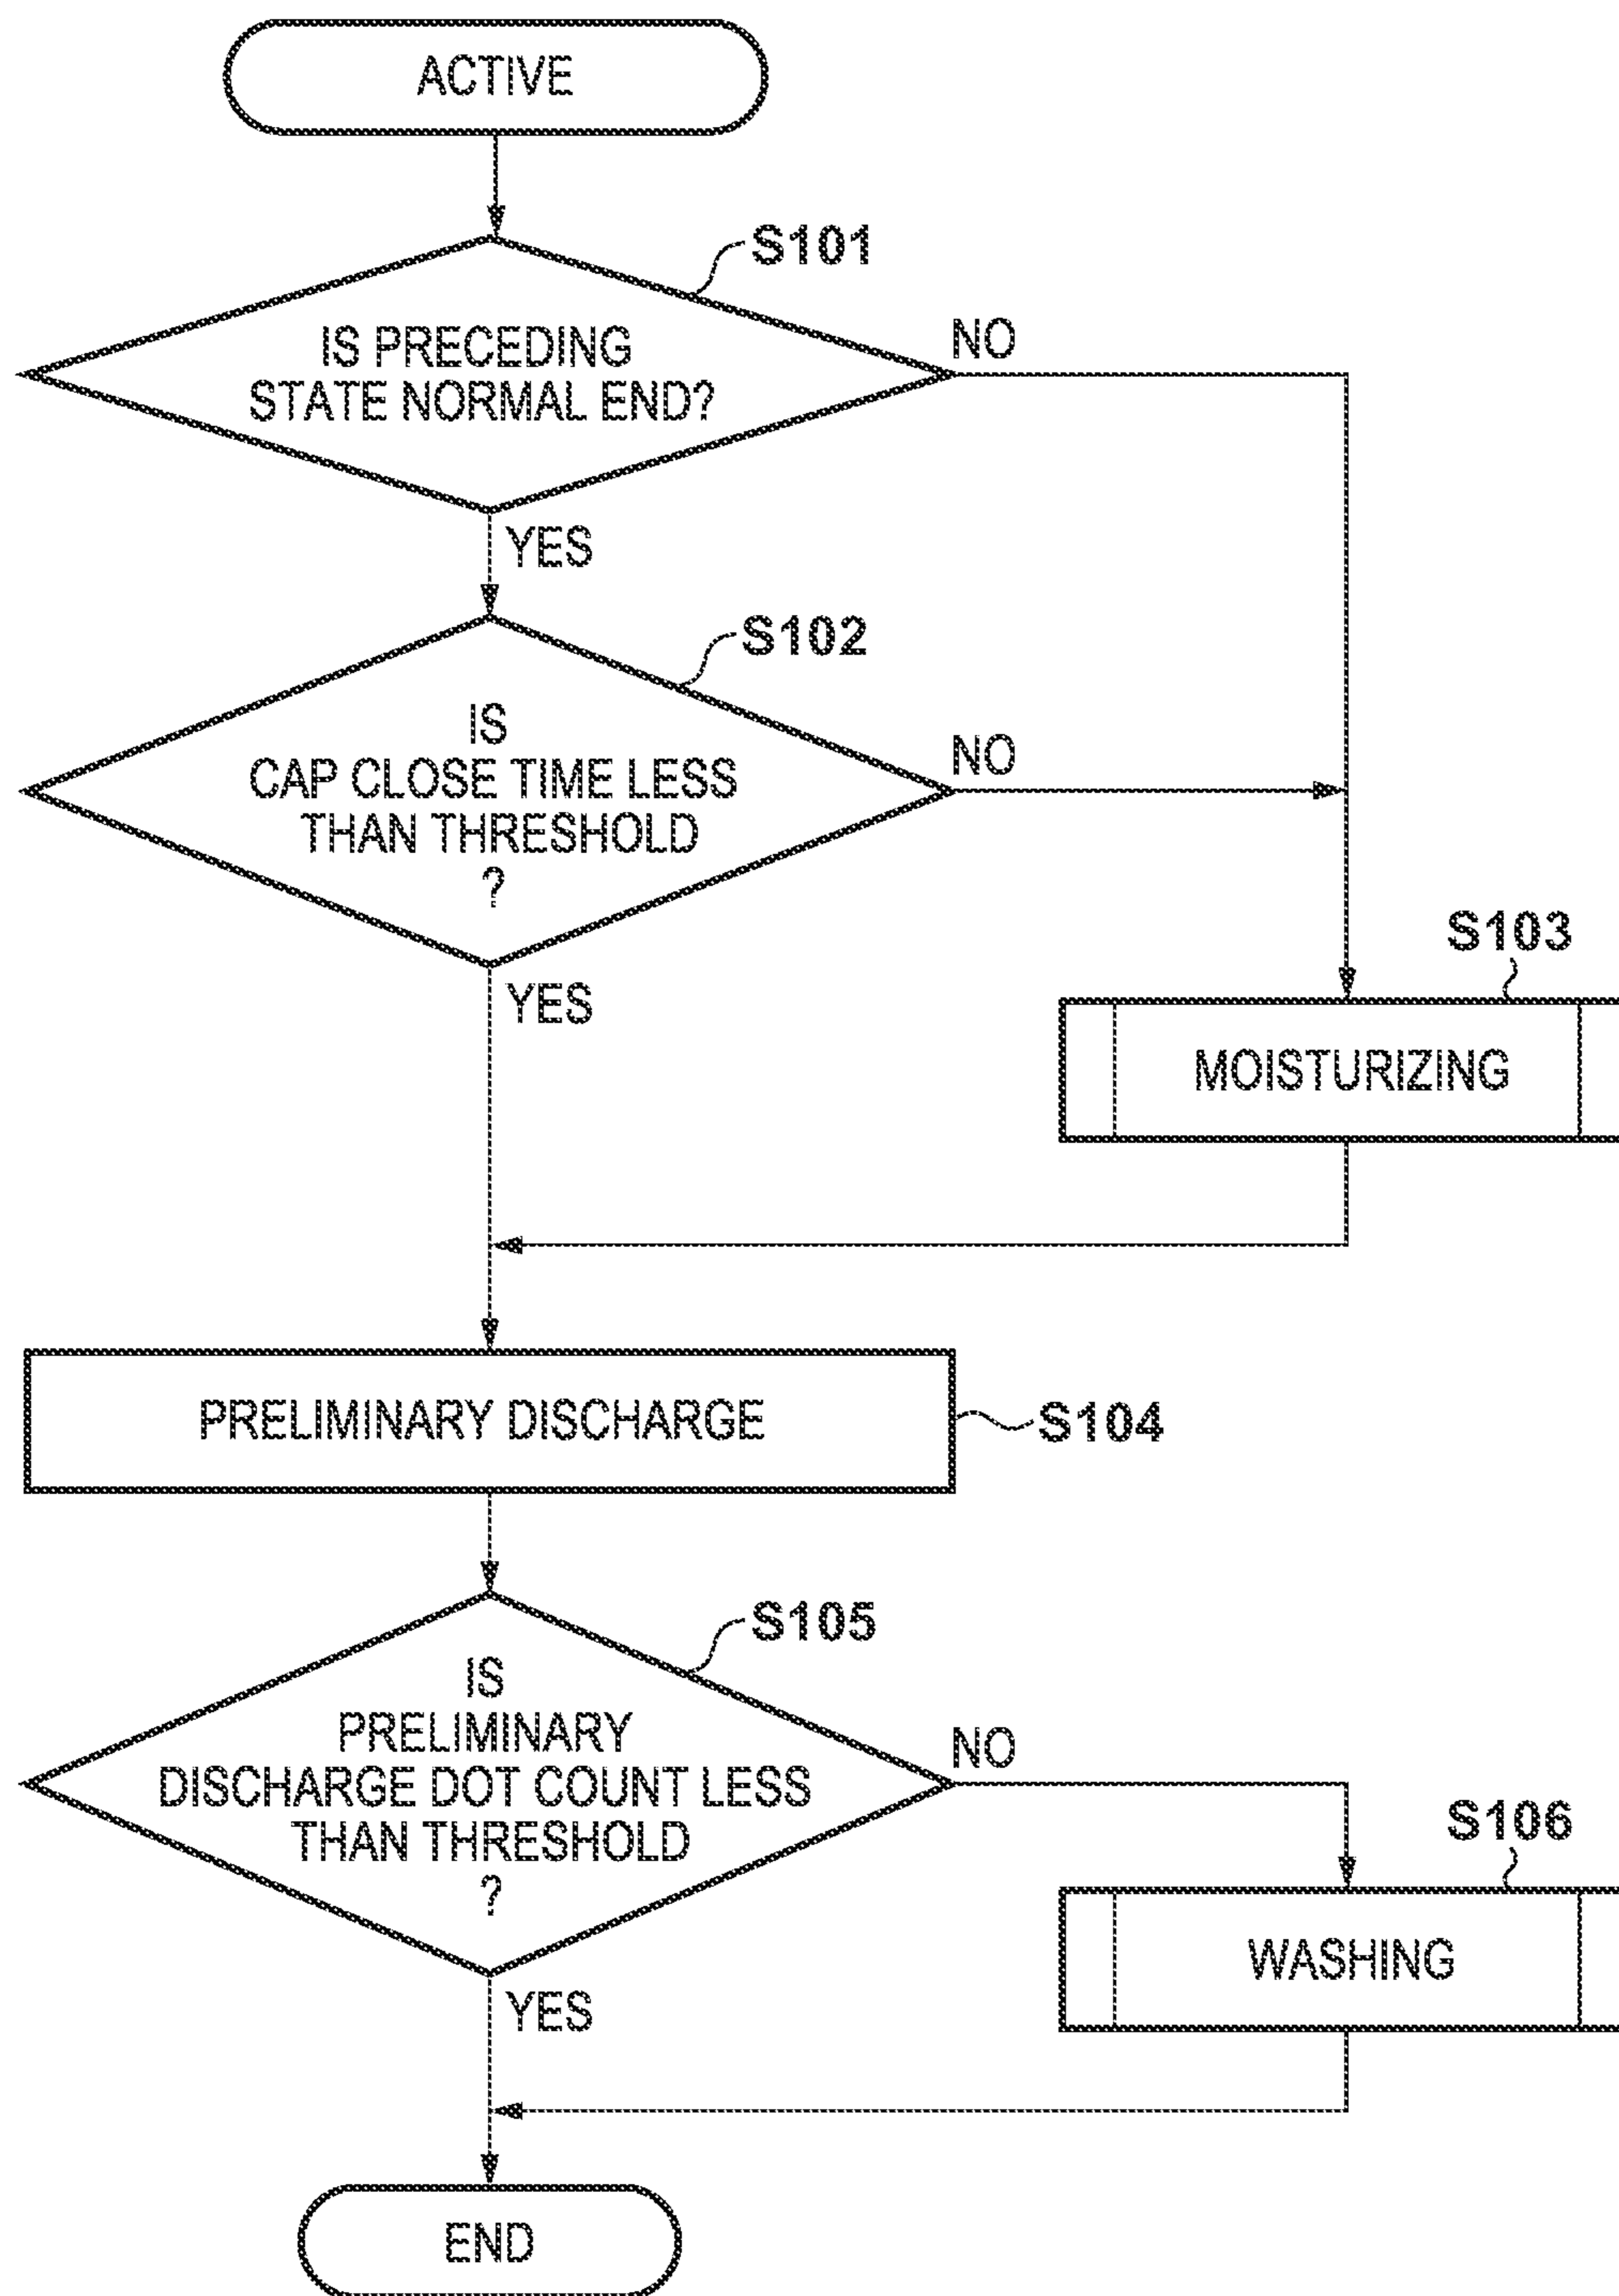 ACTIVE
S101
IS PRECEDING
STATE NORMAL END?
NO
YES
S102
IS
CAP CLOSE TIME LESS
THAN THRESHOLD
?
NO
YES
S103
MOISTURIZING
PRELIMINARY DISCHARGE
S104
S105
IS
PRELIMINARY
DISCHARGE DOT COUNT LESS
THAN THRESHOLD
?
NO
YES
S106
WASHING
END